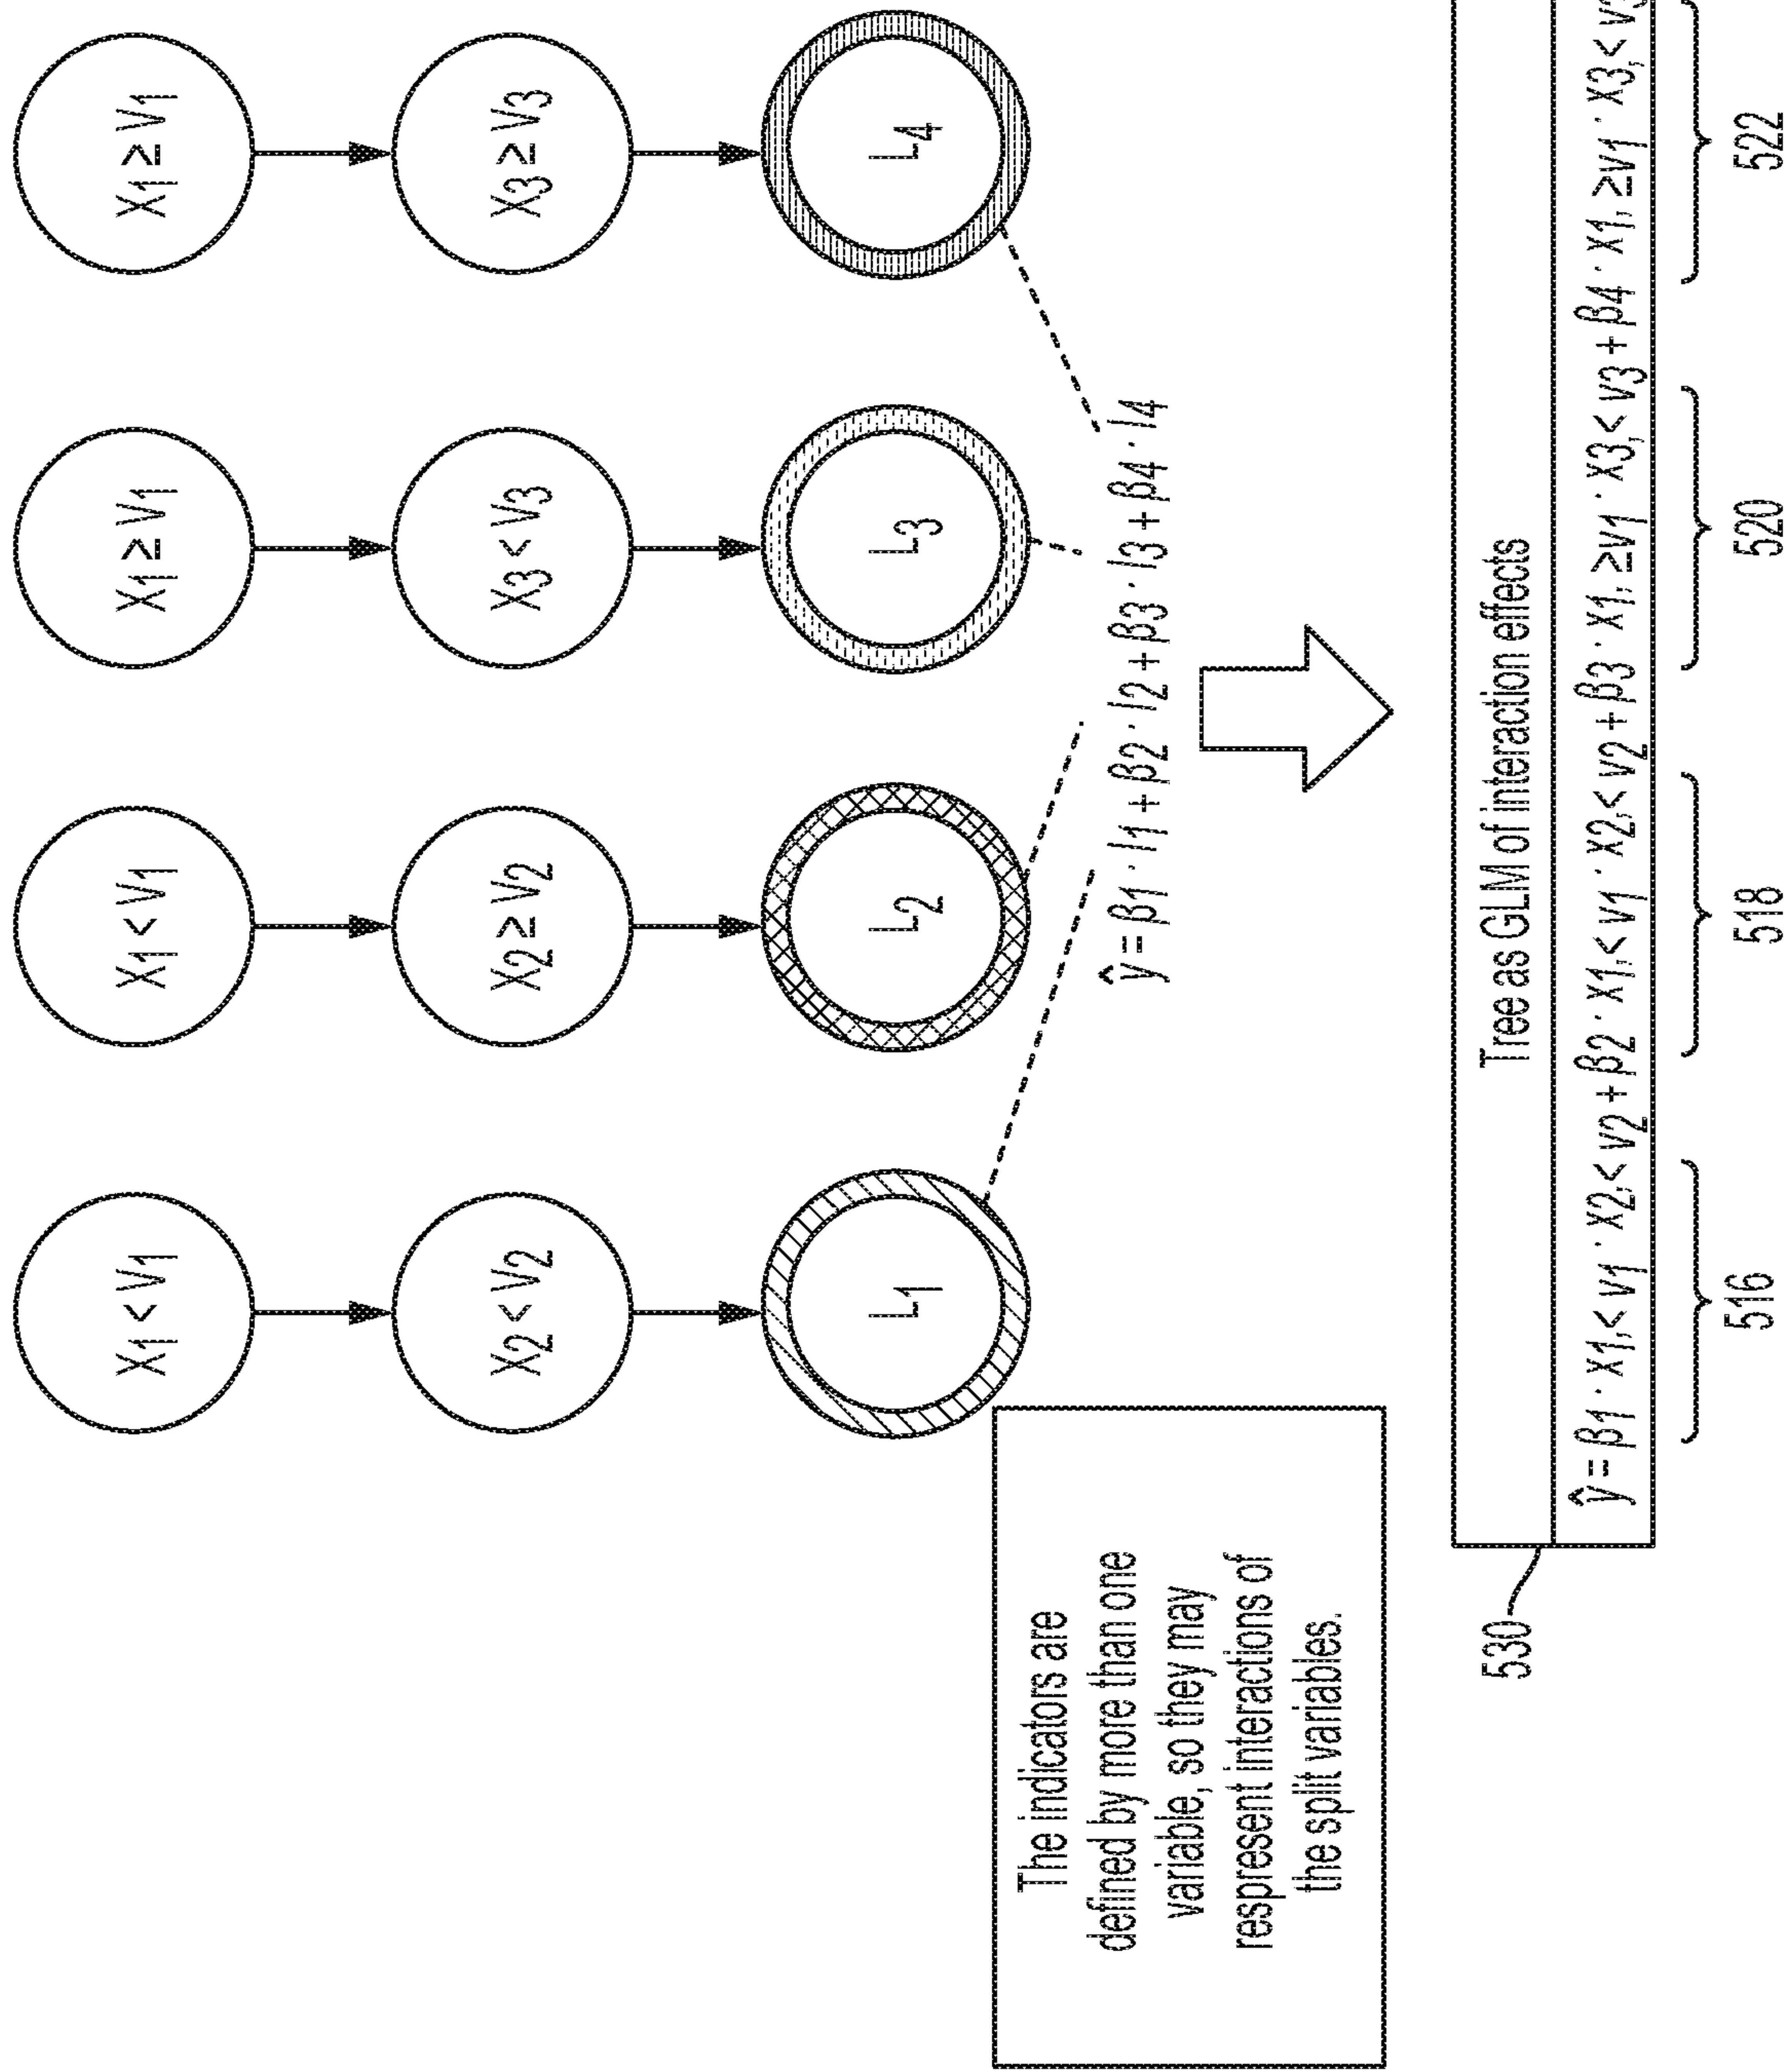 X1 < V1
X1 < V1
X1 ≥ V1
X1 ≥ V1
X2 < V2
X2 ≥ V2
X3 < V3
X3 ≥ V3
L1
L2
L3
L4
The indicators are
defined by more than one
variable, so they may
respresent interactions of
the split variables.
ŷ = β1 · I1 + β2 · I2 + β3 · I3 + β4 · I4
530
Tree as GLM of interaction effects
ŷ = β1 · X1,< v1 · X2,< v2 + β2 · X1,< v1 · X2,< v2 + β3 · X1, ≥v1 · X3,< v3 + β4 · X1, ≥v1 · X3,< v3
516
518
520
522